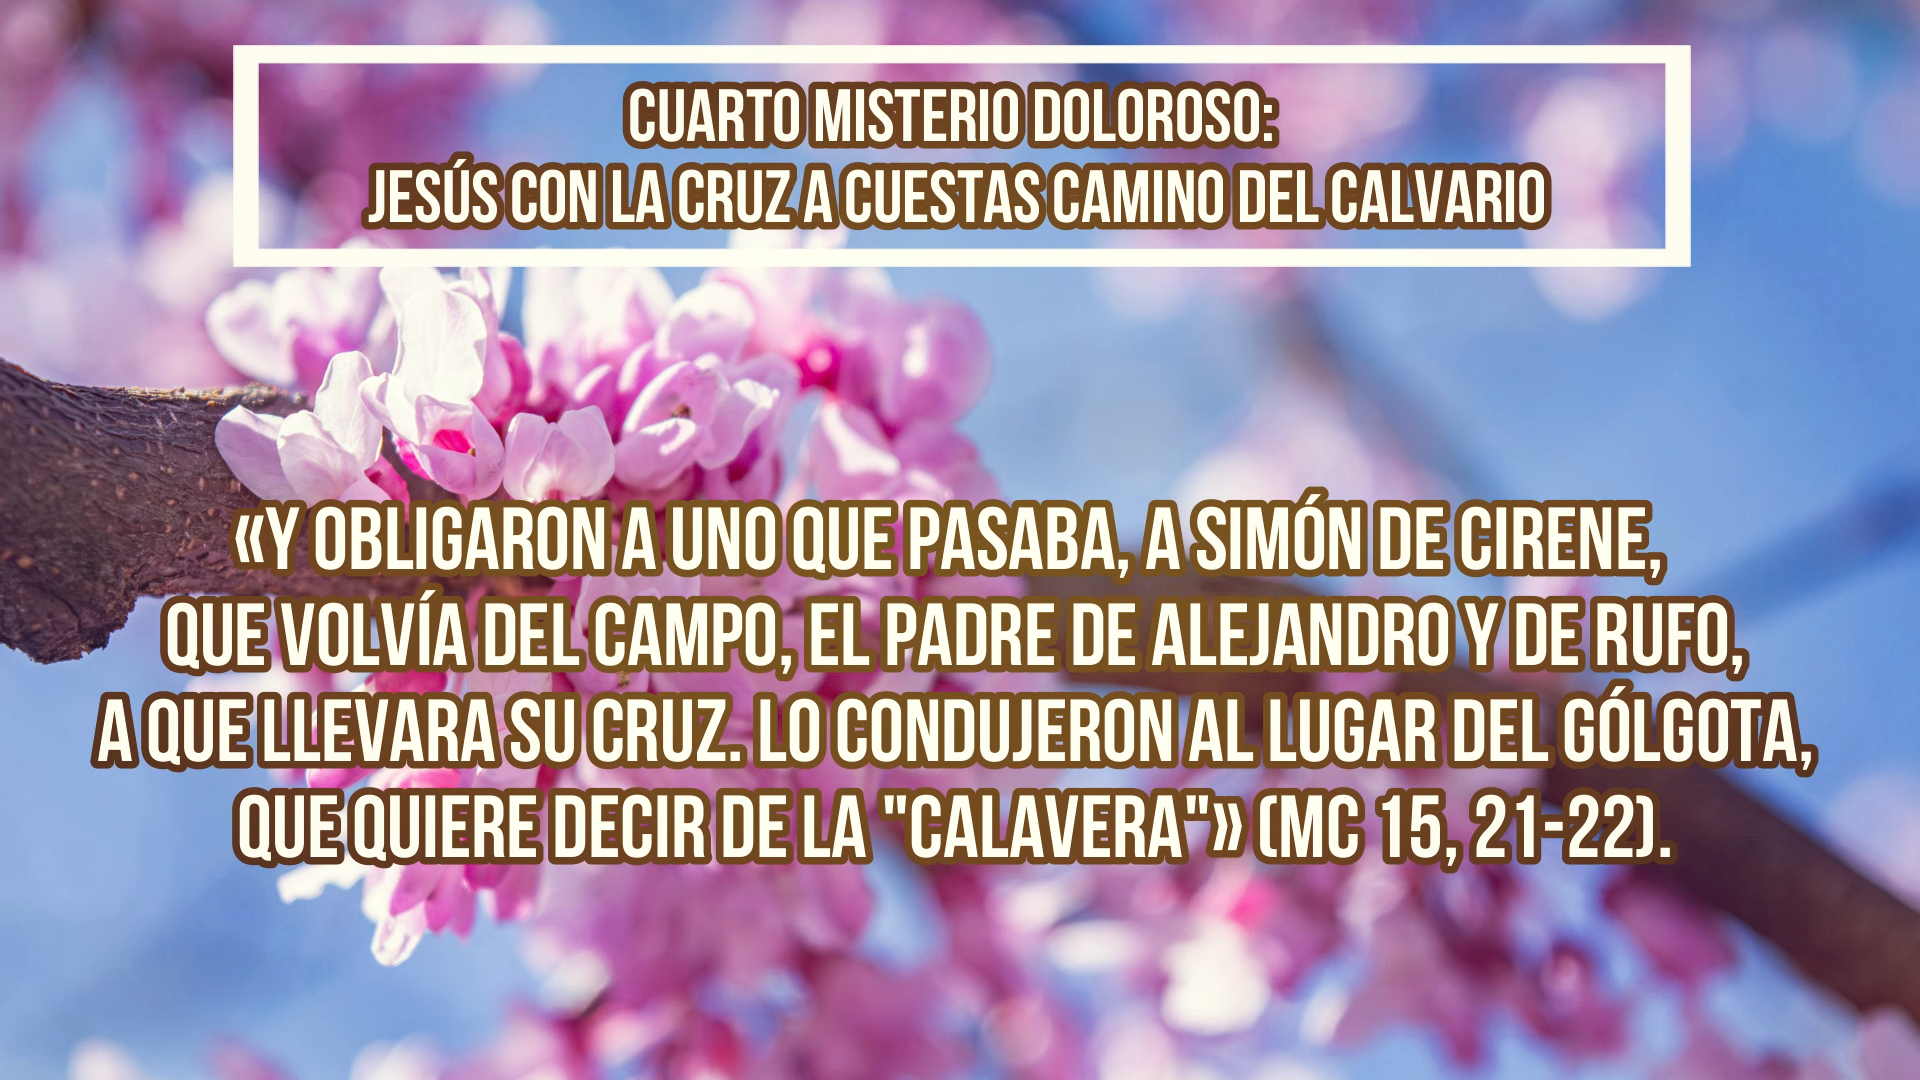 CUARTO MISTERIO DOLOROSO:
JESÚS CON LA CRUZ A CUESTAS CAMINO DEL CALVARIO
«Y OBLIGARON A UNO QUE PASABA, A SIMÓN DE CIRENE,
QUE VOLVÍA DEL CAMPO, EL PADRE DE ALEJANDRO Y DE RUFO,
A QUE LLEVARA SU CRUZ. LO CONDUJERON AL LUGAR DEL GÓLGOTA,
QUE QUIERE DECIR DE LA "CALAVERA"» (MC 15, 21-22).